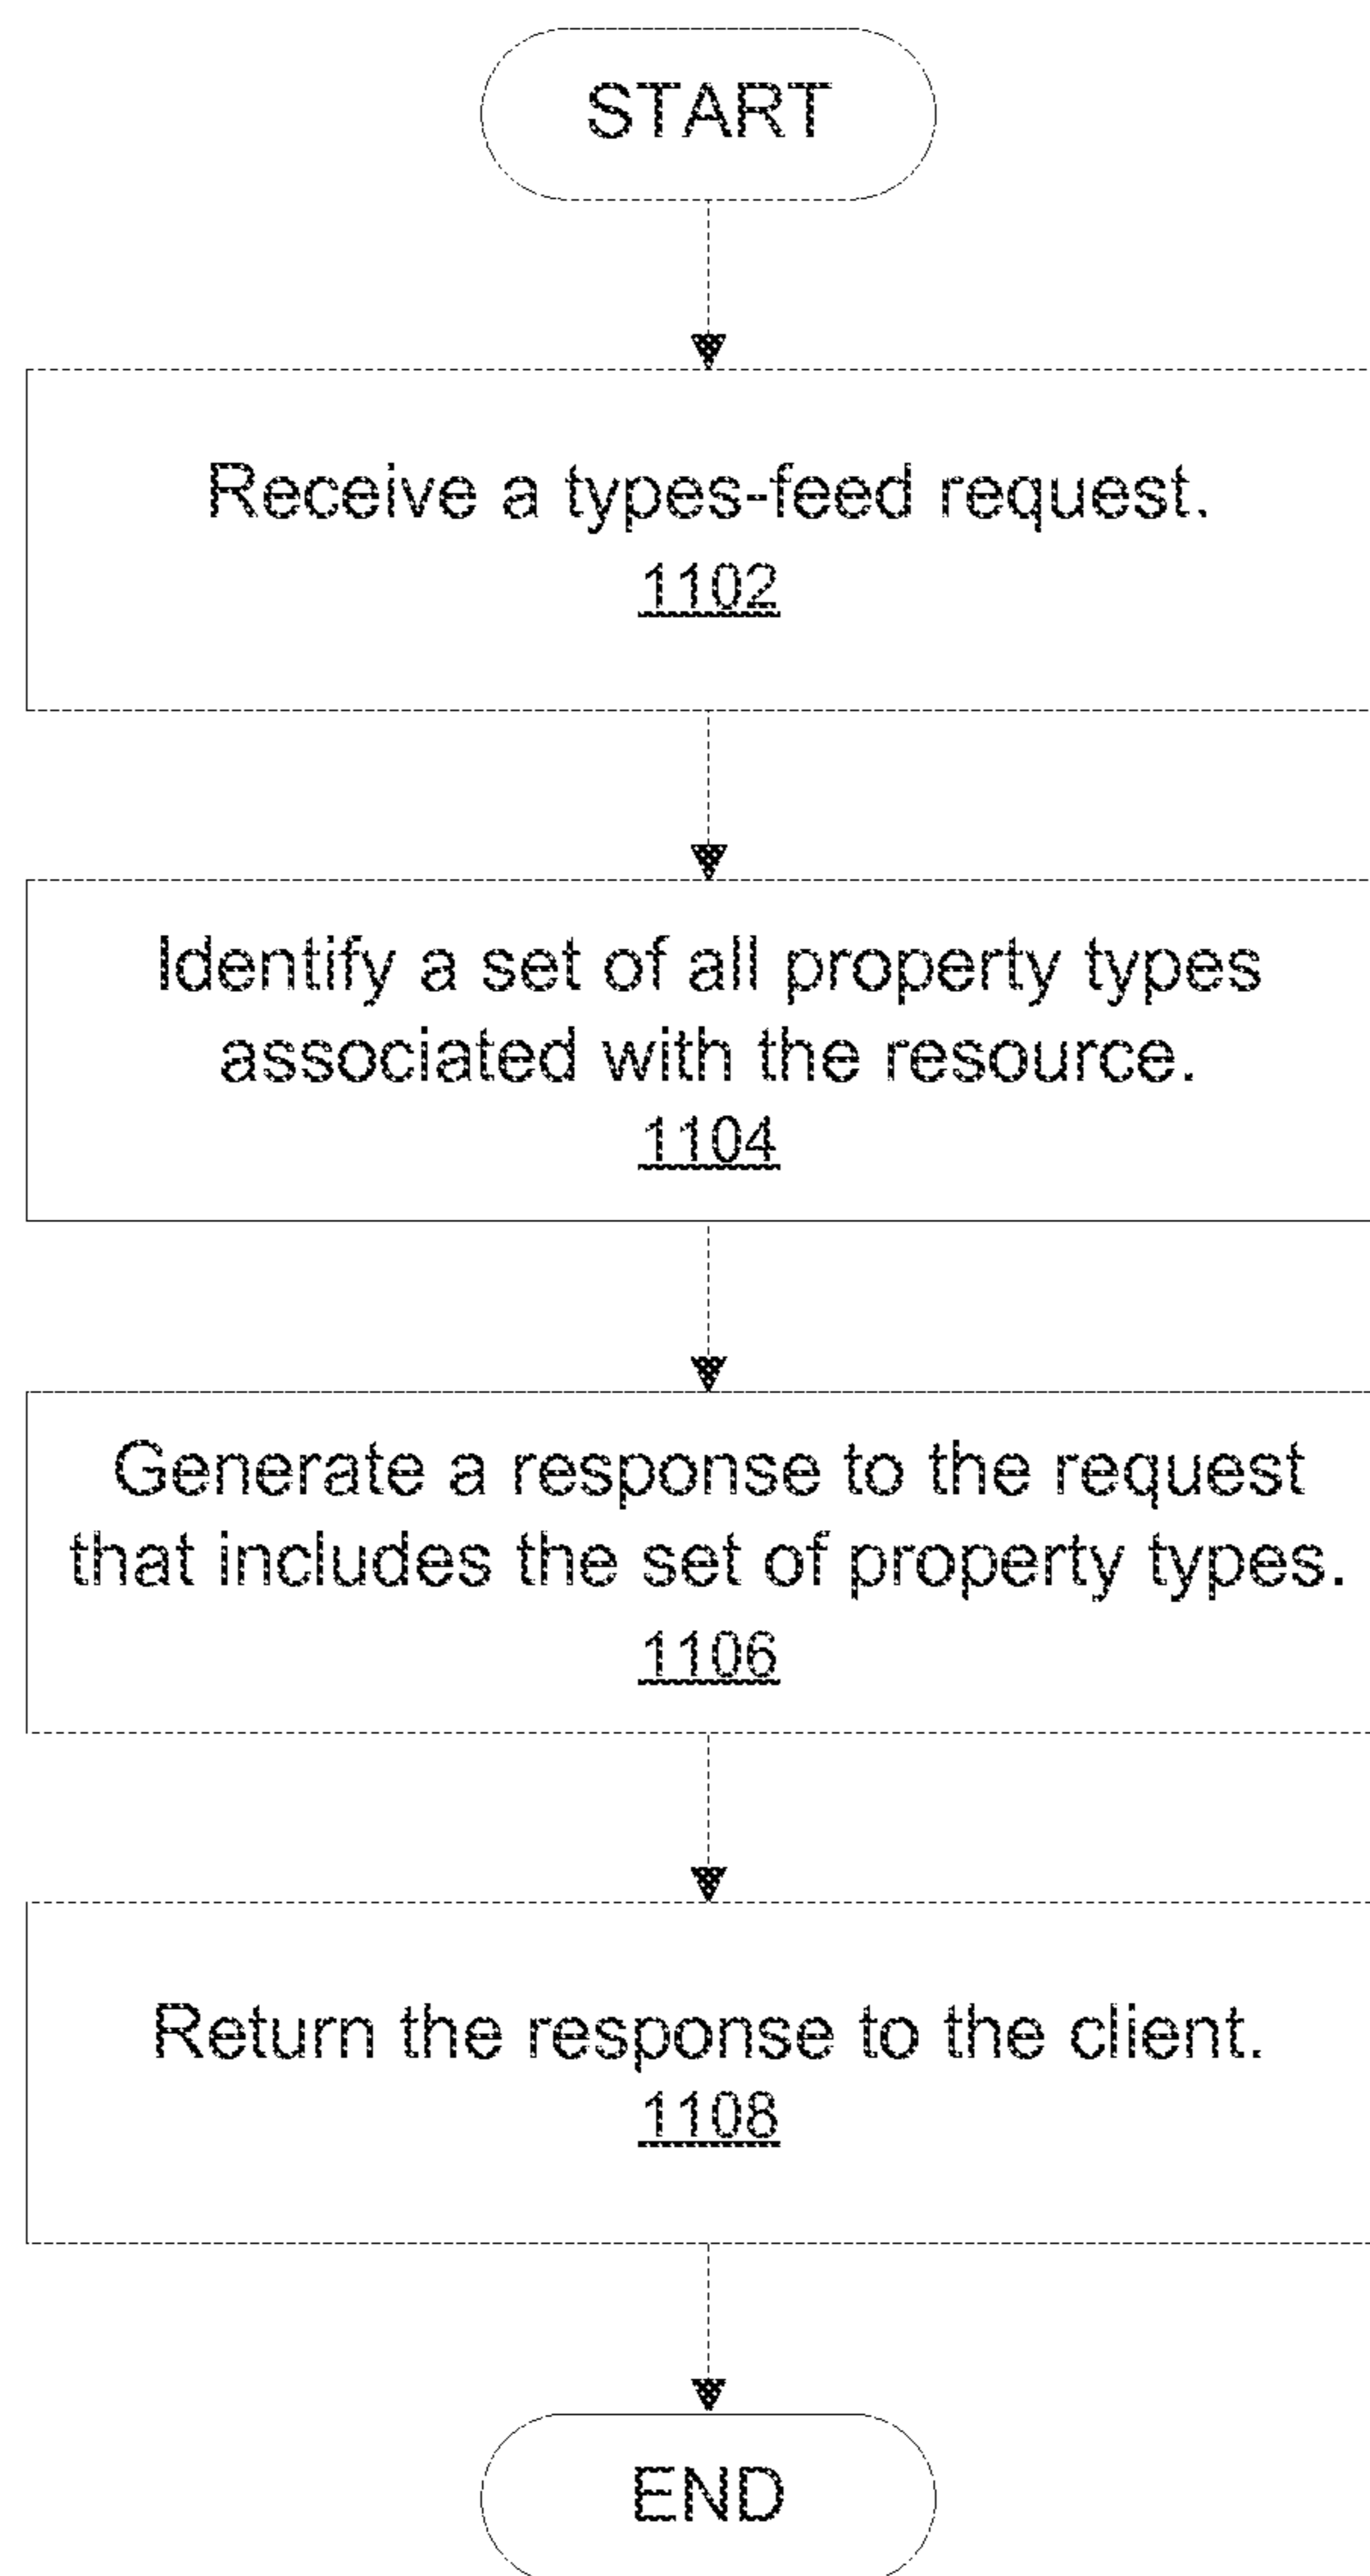 START
Receive a types-feed request.
1102
Identify a set of all property types
associated with the resource.
1104
Generate a response to the request
that includes the set of property types.
1106
Return the response to the client.
1108
END